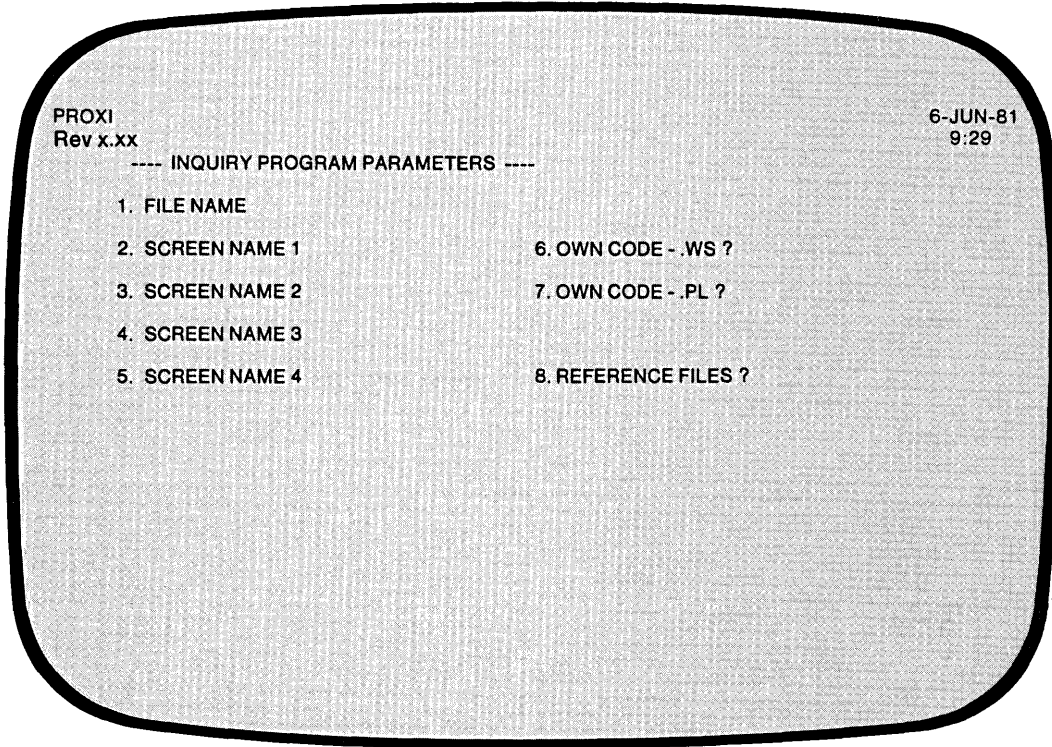 PROXI 6-JUN-81
Rev x.xx 9:29
---- INQUIRY PROGRAM PARAMETERS ----
1. FILE NAME
2. SCREEN NAME 1 6. OWN CODE - .WS ?
3. SCREEN NAME 2 7. OWN CODE - .PL ?
4. SCREEN NAME 3
5. SCREEN NAME 4 8. REFERENCE FILES ?